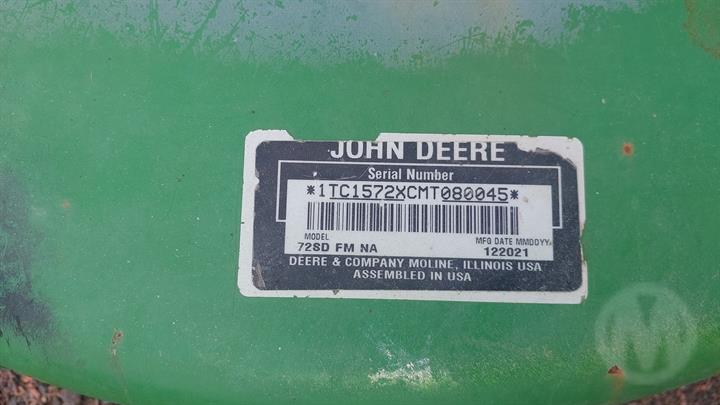 JOHN DEERE
Serial Number
*1TC1572XCMT080045*
MODEL MFG DATE MMDDYY
72SD FM NA 122021
DEERE & COMPANY MOLINE, ILLINOIS USA
ASSEMBLED IN USA
M